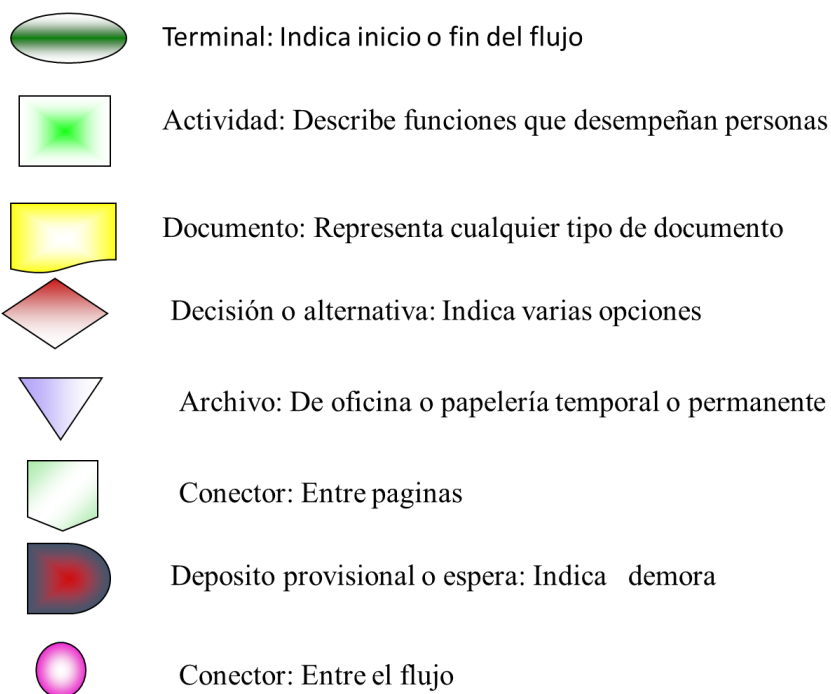 Terminal: Indica inicio o fin del flujo
Actividad: Describe funciones que desempeñan personas
Documento: Representa cualquier tipo de documento
Decisión o alternativa: Indica varias opciones
Archivo: De oficina o papelería temporal o permanente
Conector: Entre paginas
Deposito provisional o espera: Indica demora
Conector: Entre el flujo